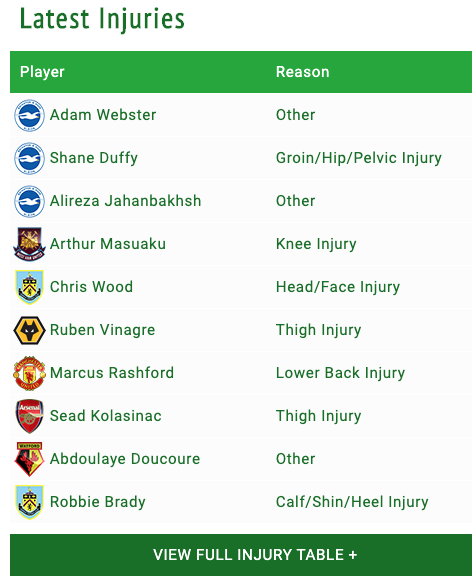 Latest Injuries
Player Reason
Adam Webster Other
Shane Duffy Groin/Hip/Pelvic Injury
Alireza Jahanbakhsh Other
Arthur Masuaku Knee Injury
Chris Wood Head/Face Injury
Ruben Vinagre Thigh Injury
Marcus Rashford Lower Back Injury
Arsenal
Sead Kolasinac Thigh Injury
WATFORD
Abdoulaye Doucoure Other
Robbie Brady Calf/Shin/Heel Injury
VIEW FULL INJURY TABLE +